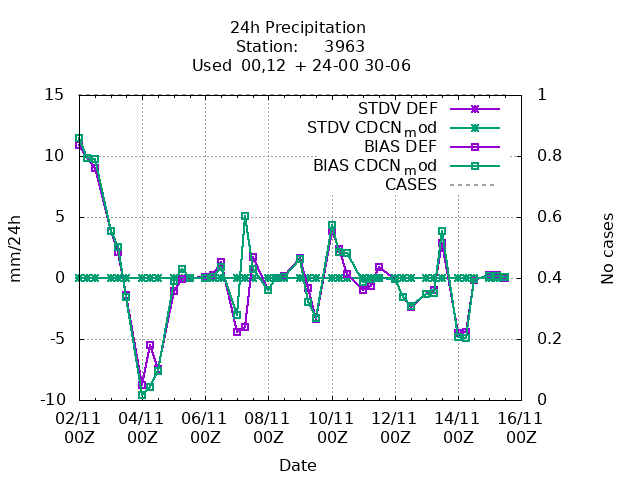 24h Precipitation
Station: 3963
Used 00,12 + 24-00 30-06
STDV DEF
STDV CDCNmod
BIAS DEF
BIAS CDCNmod
CASES
mm/24h
15
10
5
0
-5
-10
No cases
1
0.8
0.6
0.4
0.2
0
02/11 04/11 06/11 08/11 10/11 12/11 14/11 16/11
00Z 00Z 00Z 00Z 00Z 00Z 00Z 00Z
Date